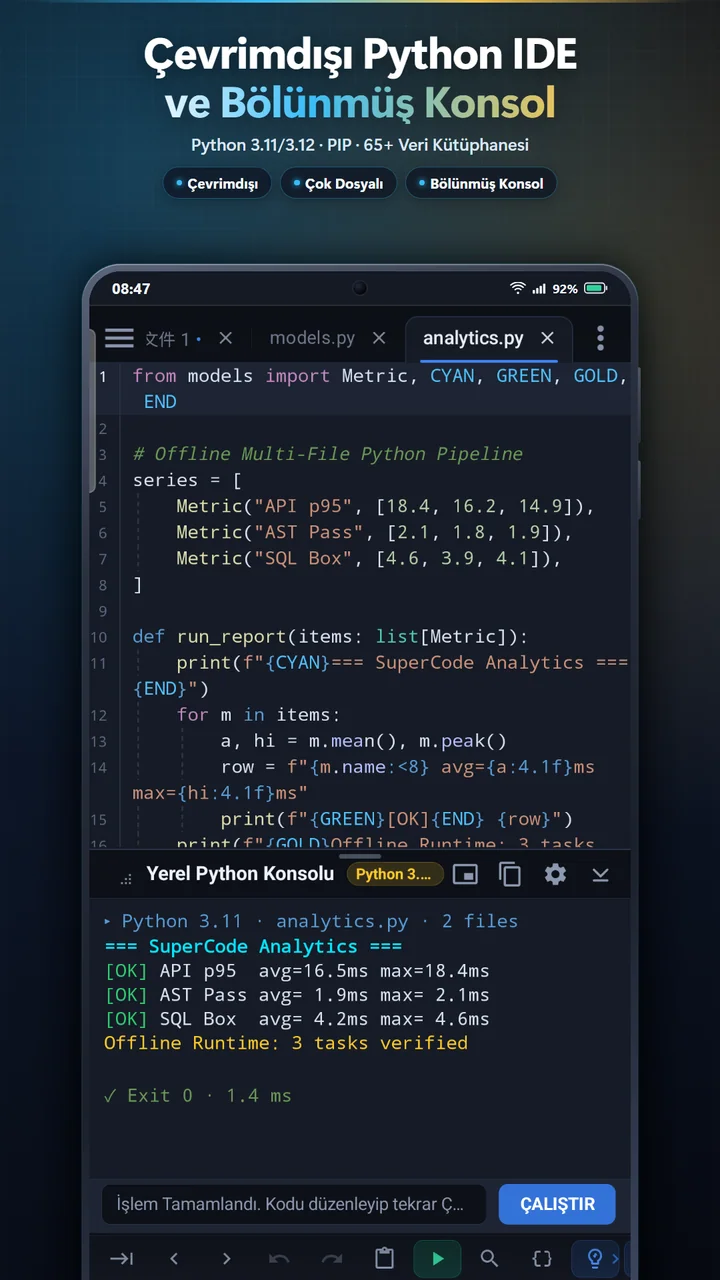 Çevrimdışı Python IDE
ve Bölünmüş Konsol
Python 3.11/3.12 · PIP · 65+ Veri Kütüphanesi
Çevrimdışı
Çok Dosyalı
Bölünmüş Konsol
08:47
92%
文件 1 •
models.py
analytics.py
1 from models import Metric, CYAN, GREEN, GOLD,
END
2
3 # Offline Multi-File Python Pipeline
4 series = [
5     Metric("API p95", [18.4, 16.2, 14.9]),
6     Metric("AST Pass", [2.1, 1.8, 1.9]),
7     Metric("SQL Box", [4.6, 3.9, 4.1]),
8 ]
9
10 def run_report(items: list[Metric]):
11     print(f"{CYAN}=== SuperCode Analytics ===
{END}")
12     for m in items:
13         a, hi = m.mean(), m.peak()
14         row = f"{m.name:<8} avg={a:4.1f}ms
max={hi:4.1f}ms"
15         print(f"{GREEN}[OK]{END} {row}")
16     print(f"{GOLD}Offline Runtime: 3 tasks
Yerel Python Konsolu
Python 3....
▸ Python 3.11 · analytics.py · 2 files
=== SuperCode Analytics ===
[OK] API p95  avg=16.5ms max=18.4ms
[OK] AST Pass avg= 1.9ms max= 2.1ms
[OK] SQL Box  avg= 4.2ms max= 4.6ms
Offline Runtime: 3 tasks verified
✓ Exit 0 · 1.4 ms
İşlem Tamamlandı. Kodu düzenleyip tekrar Ç...
ÇALIŞTIR